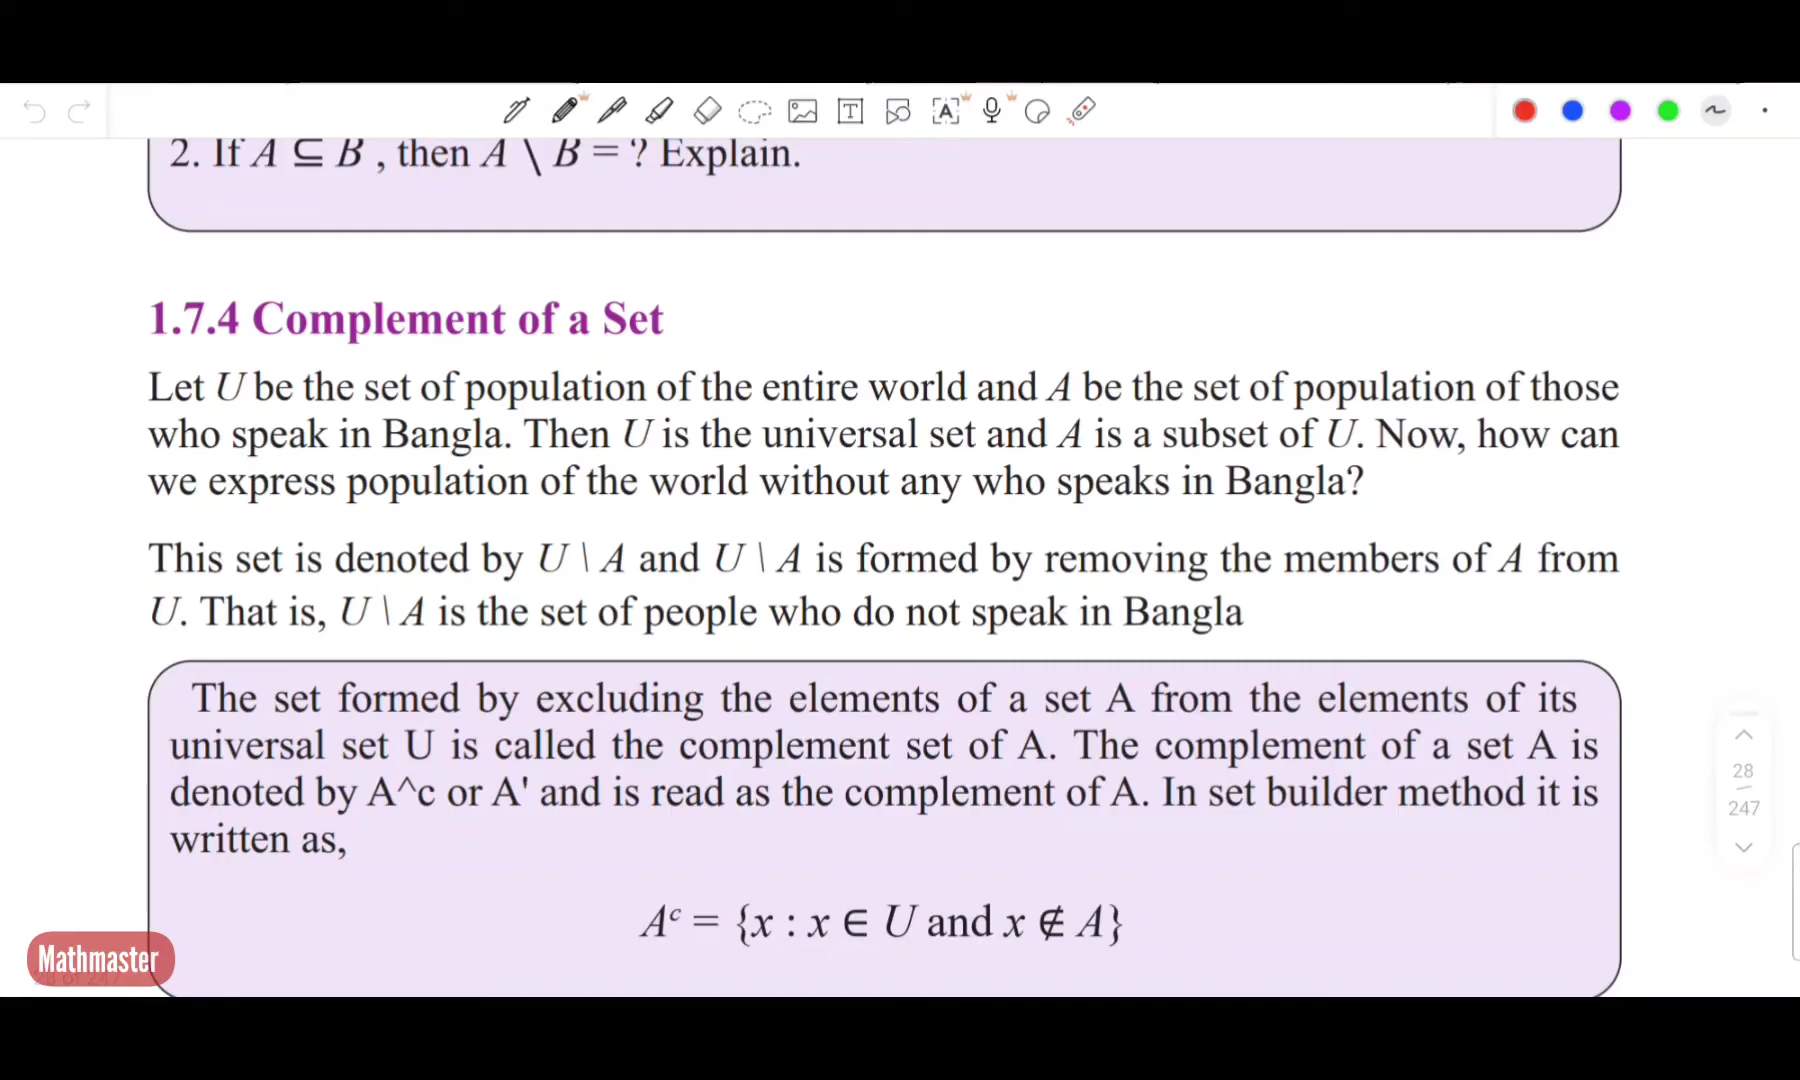 2. If A ⊆ B , then A \ B = ? Explain.
1.7.4 Complement of a Set
Let U be the set of population of the entire world and A be the set of population of those
who speak in Bangla. Then U is the universal set and A is a subset of U. Now, how can
we express population of the world without any who speaks in Bangla?
This set is denoted by U \ A and U \ A is formed by removing the members of A from
U. That is, U \ A is the set of people who do not speak in Bangla
The set formed by excluding the elements of a set A from the elements of its
universal set U is called the complement set of A. The complement of a set A is
denoted by A^c or A' and is read as the complement of A. In set builder method it is
written as,
Aᶜ = {x : x ∈ U and x ∉ A}
28
247
Mathmaster